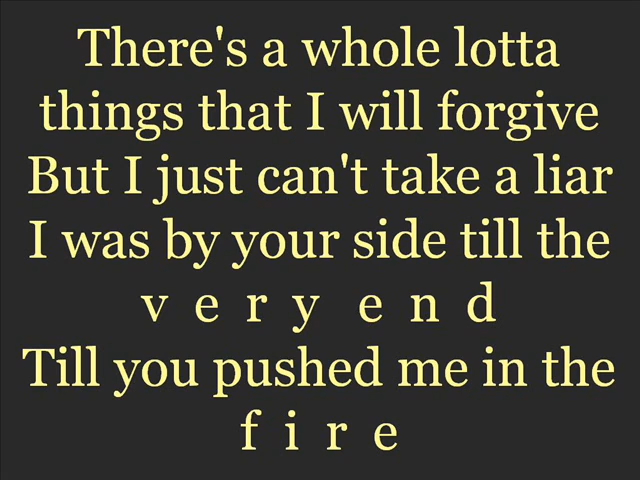 There's a whole lotta
things that I will forgive
But I just can't take a liar
I was by your side till the
v e r y  e n d
Till you pushed me in the
f i r e